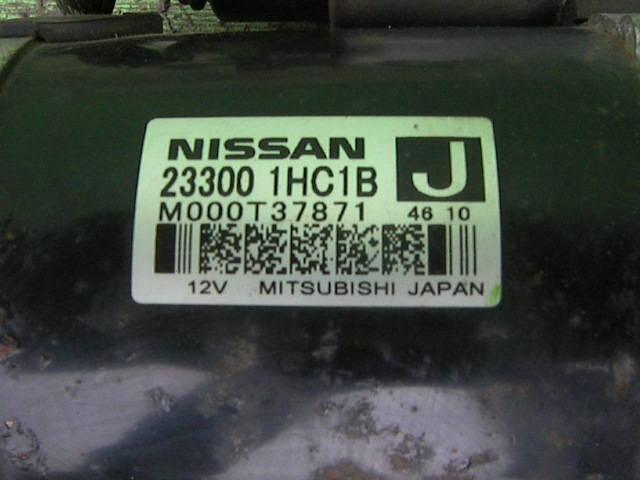 NISSAN
J
23300 1HC1B
M000T37871 46 10
12V MITSUBISHI JAPAN